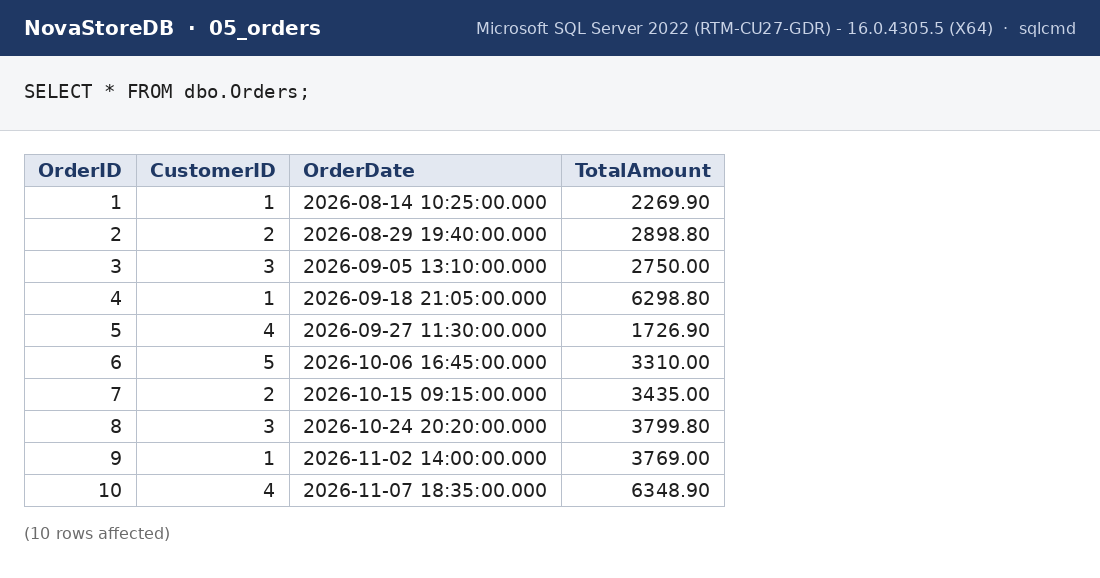 NovaStoreDB · 05_orders
Microsoft SQL Server 2022 (RTM-CU27-GDR) - 16.0.4305.5 (X64) · sqlcmd
SELECT * FROM dbo.Orders;
OrderID CustomerID OrderDate TotalAmount
1 1 2026-08-14 10:25:00.000 2269.90
2 2 2026-08-29 19:40:00.000 2898.80
3 3 2026-09-05 13:10:00.000 2750.00
4 1 2026-09-18 21:05:00.000 6298.80
5 4 2026-09-27 11:30:00.000 1726.90
6 5 2026-10-06 16:45:00.000 3310.00
7 2 2026-10-15 09:15:00.000 3435.00
8 3 2026-10-24 20:20:00.000 3799.80
9 1 2026-11-02 14:00:00.000 3769.00
10 4 2026-11-07 18:35:00.000 6348.90
(10 rows affected)